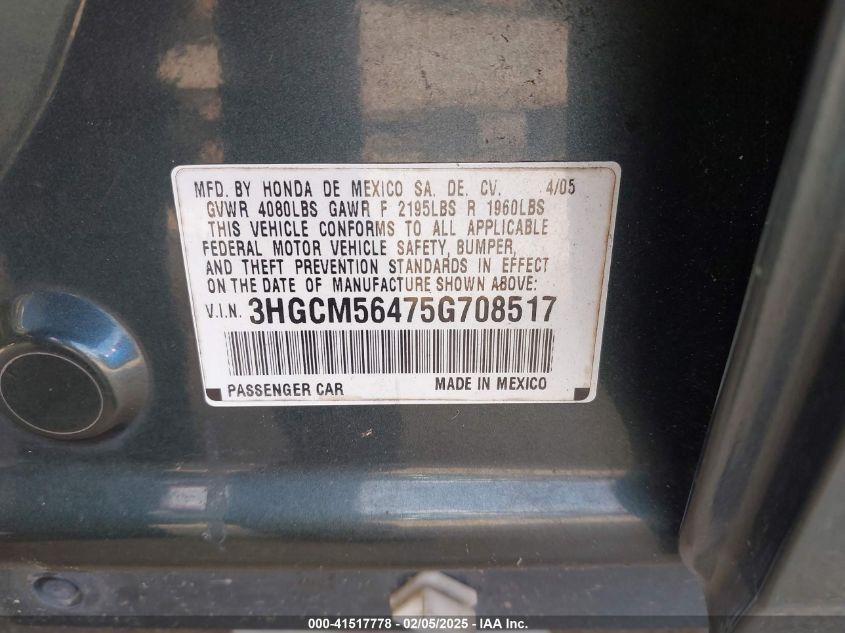 MFD. BY HONDA DE MEXICO SA. DE. CV. 4/05
GVWR 4080LBS GAWR F 2195LBS R 1960LBS
THIS VEHICLE CONFORMS TO ALL APPLICABLE
FEDERAL MOTOR VEHICLE SAFETY, BUMPER,
AND THEFT PREVENTION STANDARDS IN EFFECT
ON THE DATE OF MANUFACTURE SHOWN ABOVE:
V.I.N. 3HGCM56475G708517
PASSENGER CAR MADE IN MEXICO
000-41517778 - 02/05/2025 - IAA Inc.